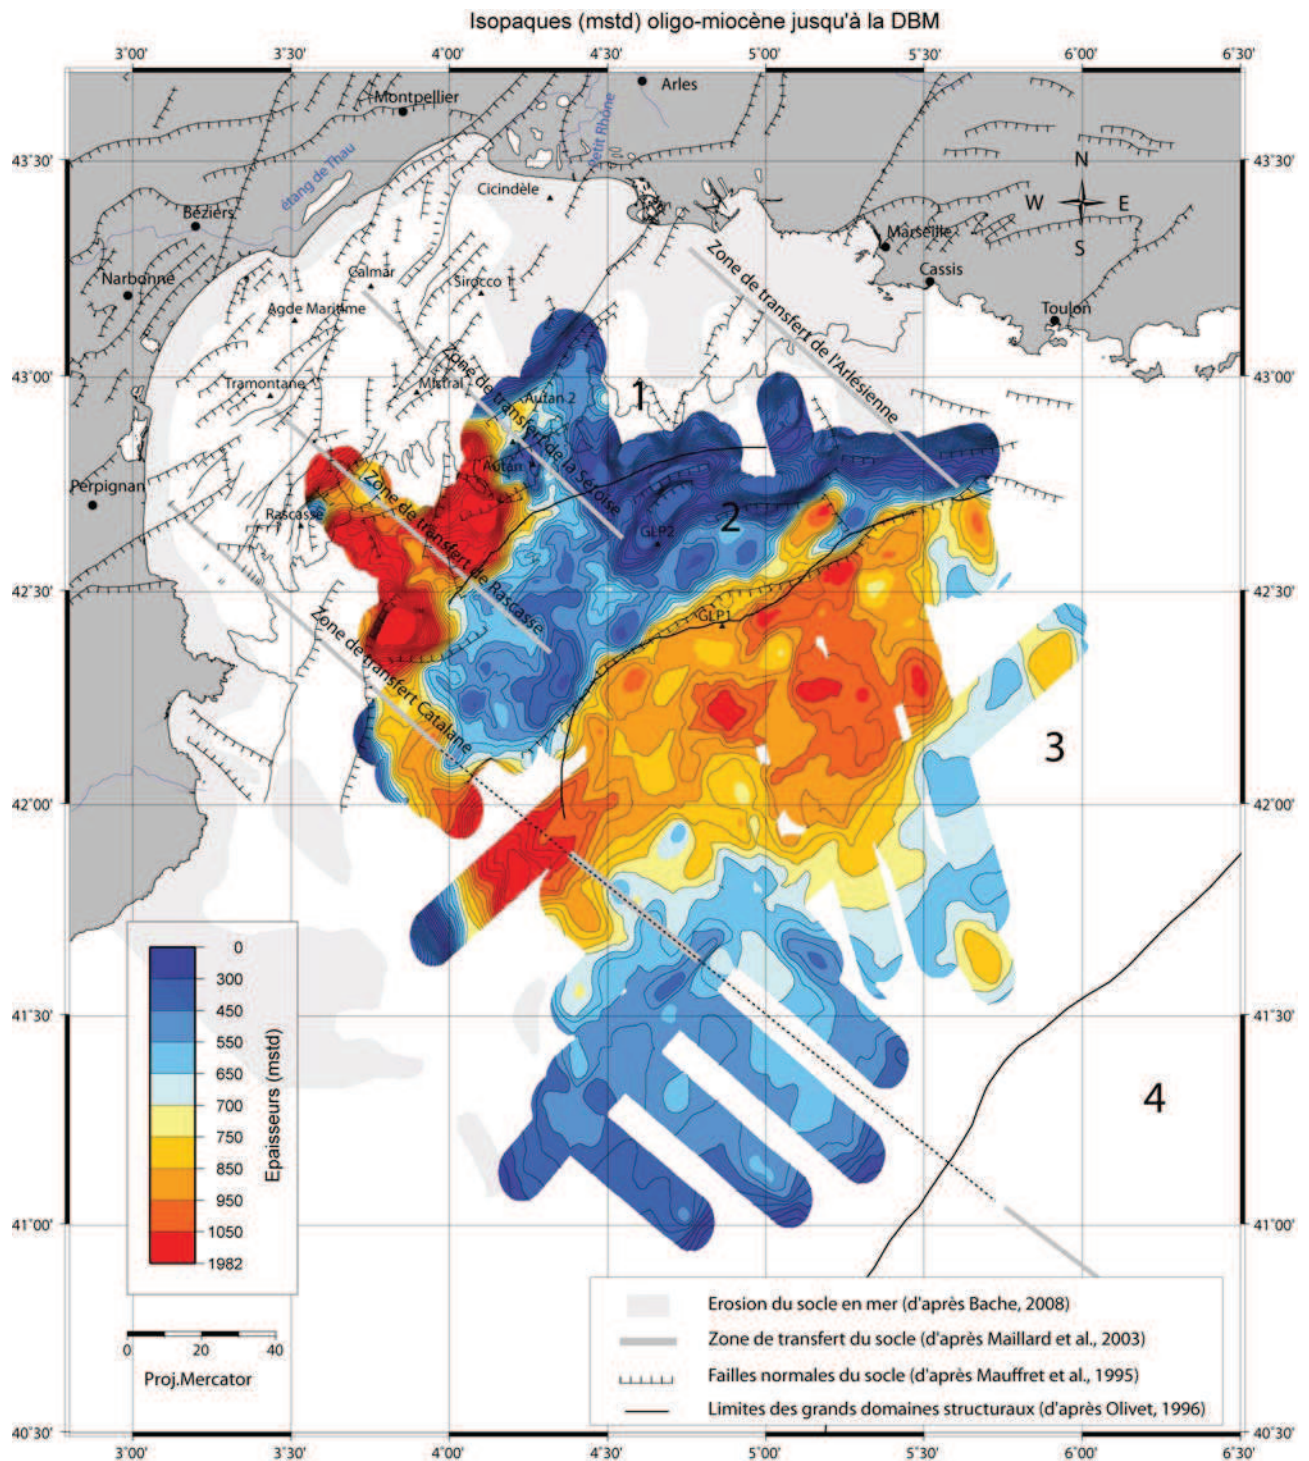 Isopaques (mstd) oligo-miocène jusqu'à la DBM
3˚00' 3˚30' 4˚00' 4˚30' 5˚00' 5˚30' 6˚00' 6˚30'
Montpellier
Arles
Petit Rhône
43˚30' 43˚30'
étang de Thau
N
W E
S
Cicindèle
Béziers
Marseille
Narbonne
Calmar
Sirocco 1
Cassis
Agde Maritime
Toulon
Zone de transfert de l'Arlésienne
43˚00' 43˚00'
Tramontane
Mistral
1
Autan 2
Zone de transfert de la Sétoise
Autan 1
Perpignan
Rascasse
Zone de transfert de Rascasse
2
GLP2
42˚30' 42˚30'
GLP1
Zone de transfert Catalane
3
42˚00' 42˚00'
0
300
450
550
650
700
750
850
950
1050
1982
Epaisseurs (mstd)
41˚30' 41˚30'
4
41˚00' 41˚00'
0 20 40
Proj.Mercator
Erosion du socle en mer (d'après Bache, 2008)
Zone de transfert du socle (d'après Maillard et al., 2003)
Failles normales du socle (d'après Mauffret et al., 1995)
Limites des grands domaines structuraux (d'après Olivet, 1996)
40˚30' 40˚30'
3˚00' 3˚30' 4˚00' 4˚30' 5˚00' 5˚30' 6˚00' 6˚30'